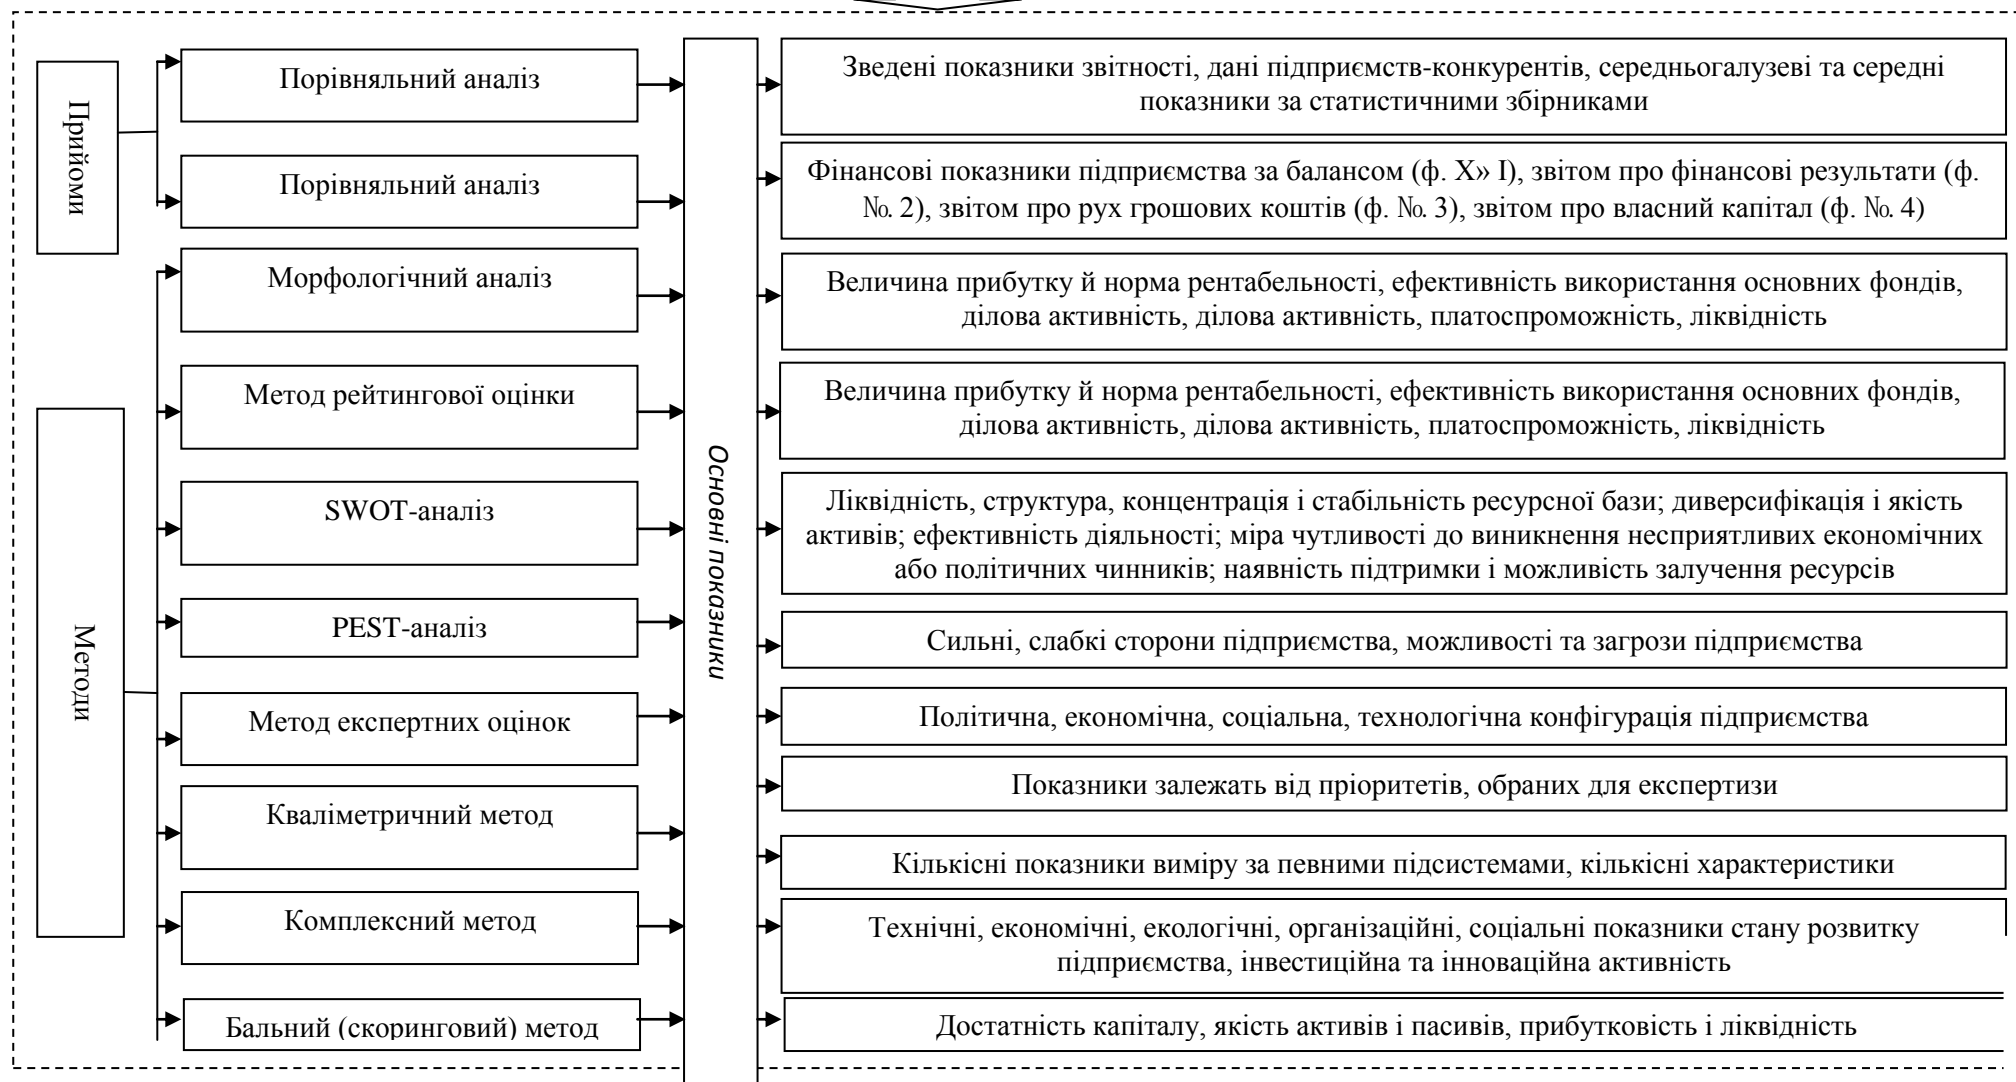 Прийоми
Порівняльний аналіз
Порівняльний аналіз
Методи
Морфологічний аналіз
Метод рейтингової оцінки
SWOT-аналіз
PEST-аналіз
Метод експертних оцінок
Кваліметричний метод
Комплексний метод
Бальний (скоринговий) метод
Основні показники
Зведені показники звітності, дані підприємств-конкурентів, середньогалузеві та середні
показники за статистичними збірниками
Фінансові показники підприємства за балансом (ф. X» I), звітом про фінансові результати (ф.
№. 2), звітом про рух грошових коштів (ф. №. 3), звітом про власний капітал (ф. №. 4)
Величина прибутку й норма рентабельності, ефективність використання основних фондів,
ділова активність, ділова активність, платоспроможність, ліквідність
Величина прибутку й норма рентабельності, ефективність використання основних фондів,
ділова активність, ділова активність, платоспроможність, ліквідність
Ліквідність, структура, концентрація і стабільність ресурсної бази; диверсифікація і якість
активів; ефективність діяльності; міра чутливості до виникнення несприятливих економічних
або політичних чинників; наявність підтримки і можливість залучення ресурсів
Сильні, слабкі сторони підприємства, можливості та загрози підприємства
Політична, економічна, соціальна, технологічна конфігурація підприємства
Показники залежать від пріоритетів, обраних для експертизи
Кількісні показники виміру за певними підсистемами, кількісні характеристики
Технічні, економічні, екологічні, організаційні, соціальні показники стану розвитку
підприємства, інвестиційна та інноваційна активність
Достатність капіталу, якість активів і пасивів, прибутковість і ліквідність